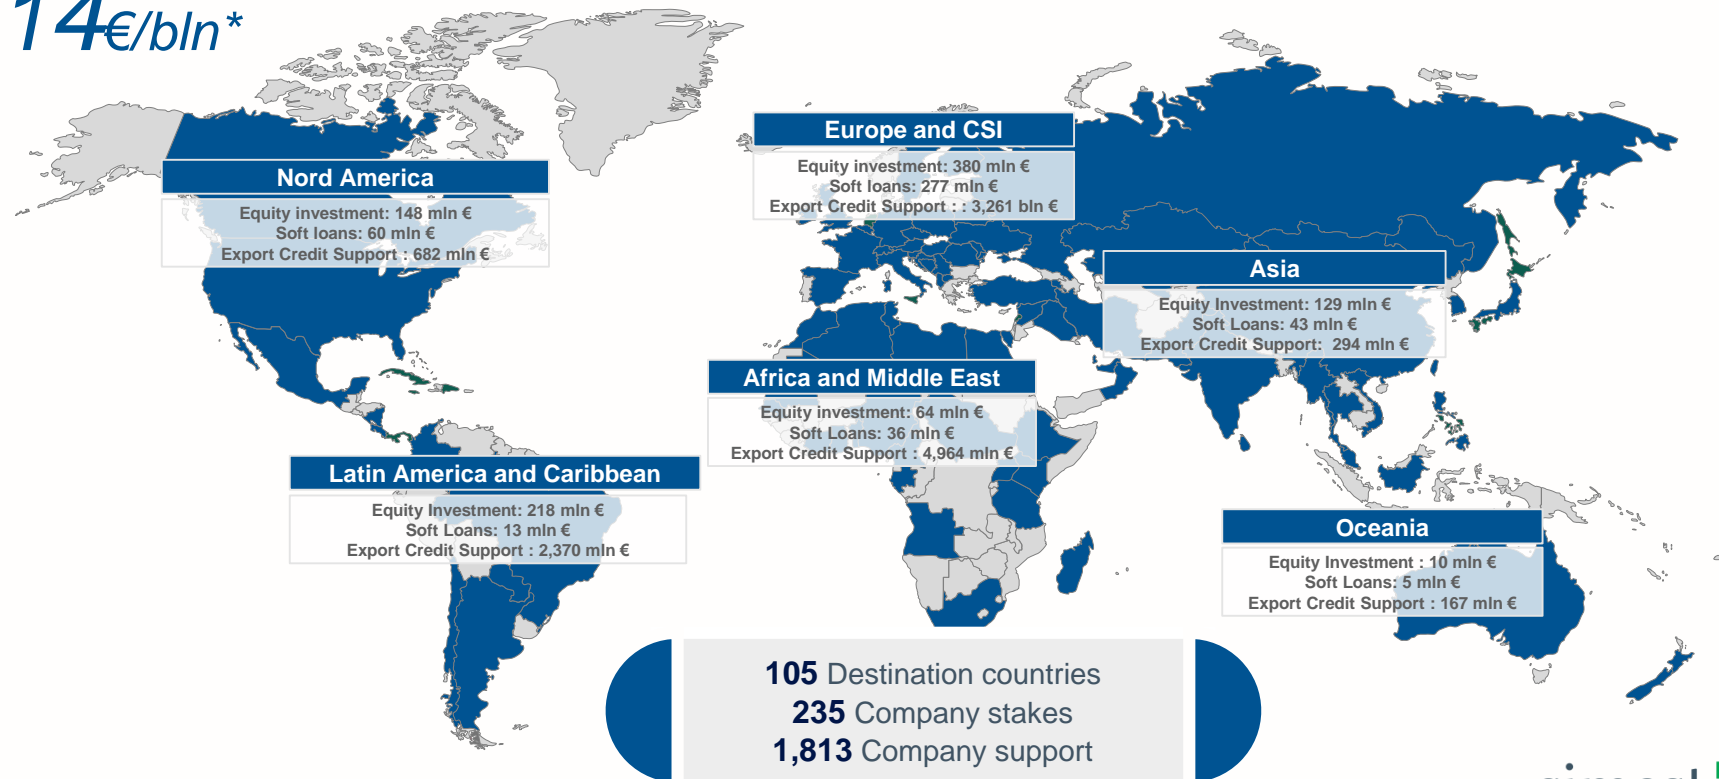 14€/bln*
Nord America
Equity investment: 148 mln €
Soft loans: 60 mln €
Export Credit Support : 682 mln €
Europe and CSI
Equity investment: 380 mln €
Soft loans: 277 mln €
Export Credit Support : : 3,261 bln €
Asia
Equity Investment: 129 mln €
Soft Loans: 43 mln €
Export Credit Support: 294 mln €
Africa and Middle East
Equity investment: 64 mln €
Soft Loans: 36 mln €
Export Credit Support : 4,964 mln €
Latin America and Caribbean
Equity Investment: 218 mln €
Soft Loans: 13 mln €
Export Credit Support : 2,370 mln €
Oceania
Equity Investment : 10 mln €
Soft Loans: 5 mln €
Export Credit Support : 167 mln €
105 Destination countries
235 Company stakes
1,813 Company support